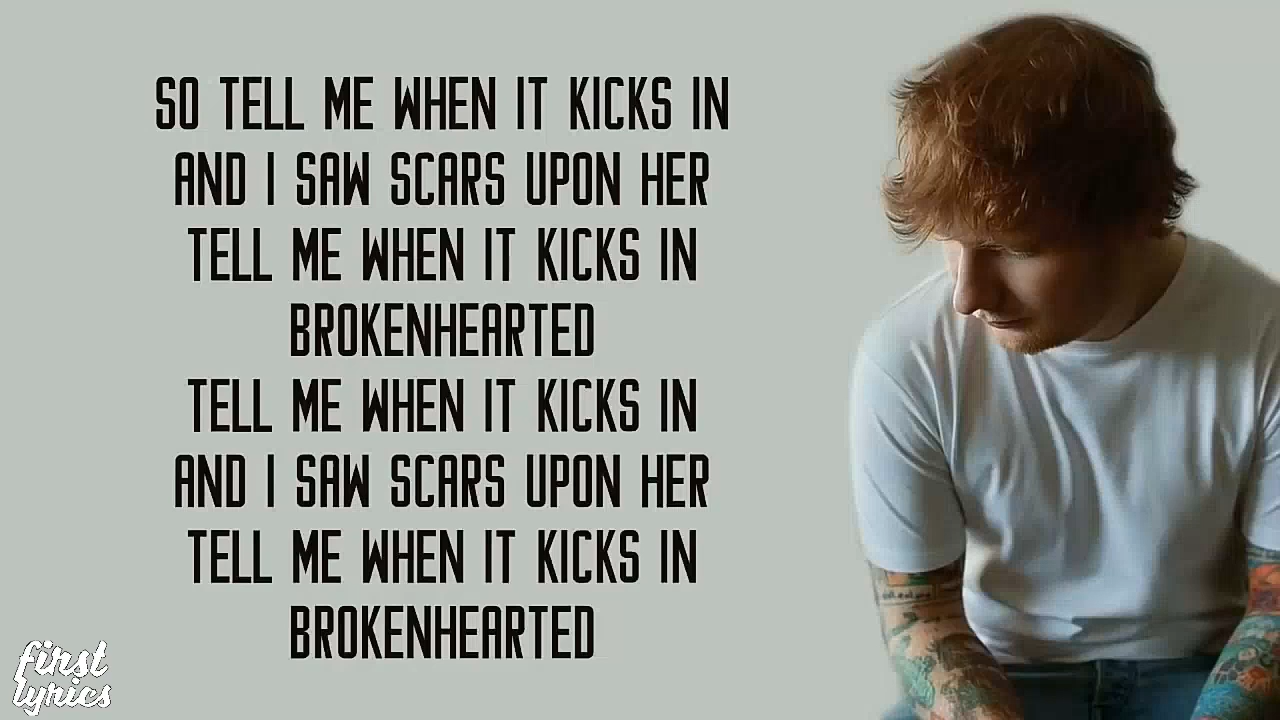 SO TELL ME WHEN IT KICKS IN
AND I SAW SCARS UPON HER
TELL ME WHEN IT KICKS IN
BROKENHEARTED
TELL ME WHEN IT KICKS IN
AND I SAW SCARS UPON HER
TELL ME WHEN IT KICKS IN
BROKENHEARTED
first
lyrics